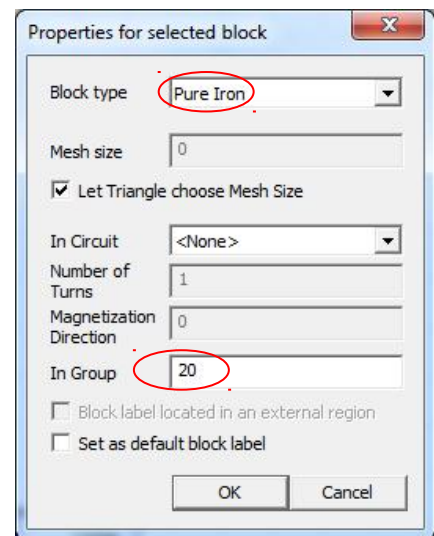 Properties for selected block
Block type Pure Iron
Mesh size 0
Let Triangle choose Mesh Size
In Circuit <None>
Number of Turns 1
Magnetization Direction 0
In Group 20
Block label located in an external region
Set as default block label
OK Cancel